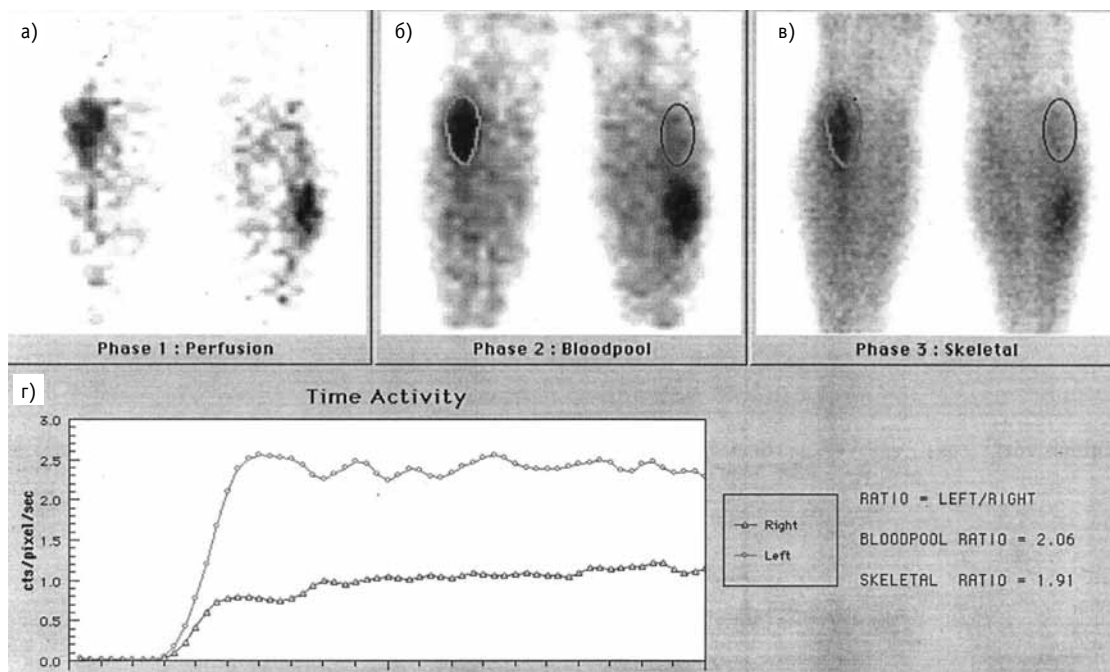 а)
б)
в)
Phase 1 : Perfusion
Phase 2 : Bloodpool
Phase 3 : Skeletal
г)
Time Activity
3.0
2.5
2.0
1.5
1.0
0.5
0.0
cts/pixel/sec
Right
Left
RATIO = LEFT/RIGHT
BLOODPOOL RATIO = 2.06
SKELETAL RATIO = 1.91